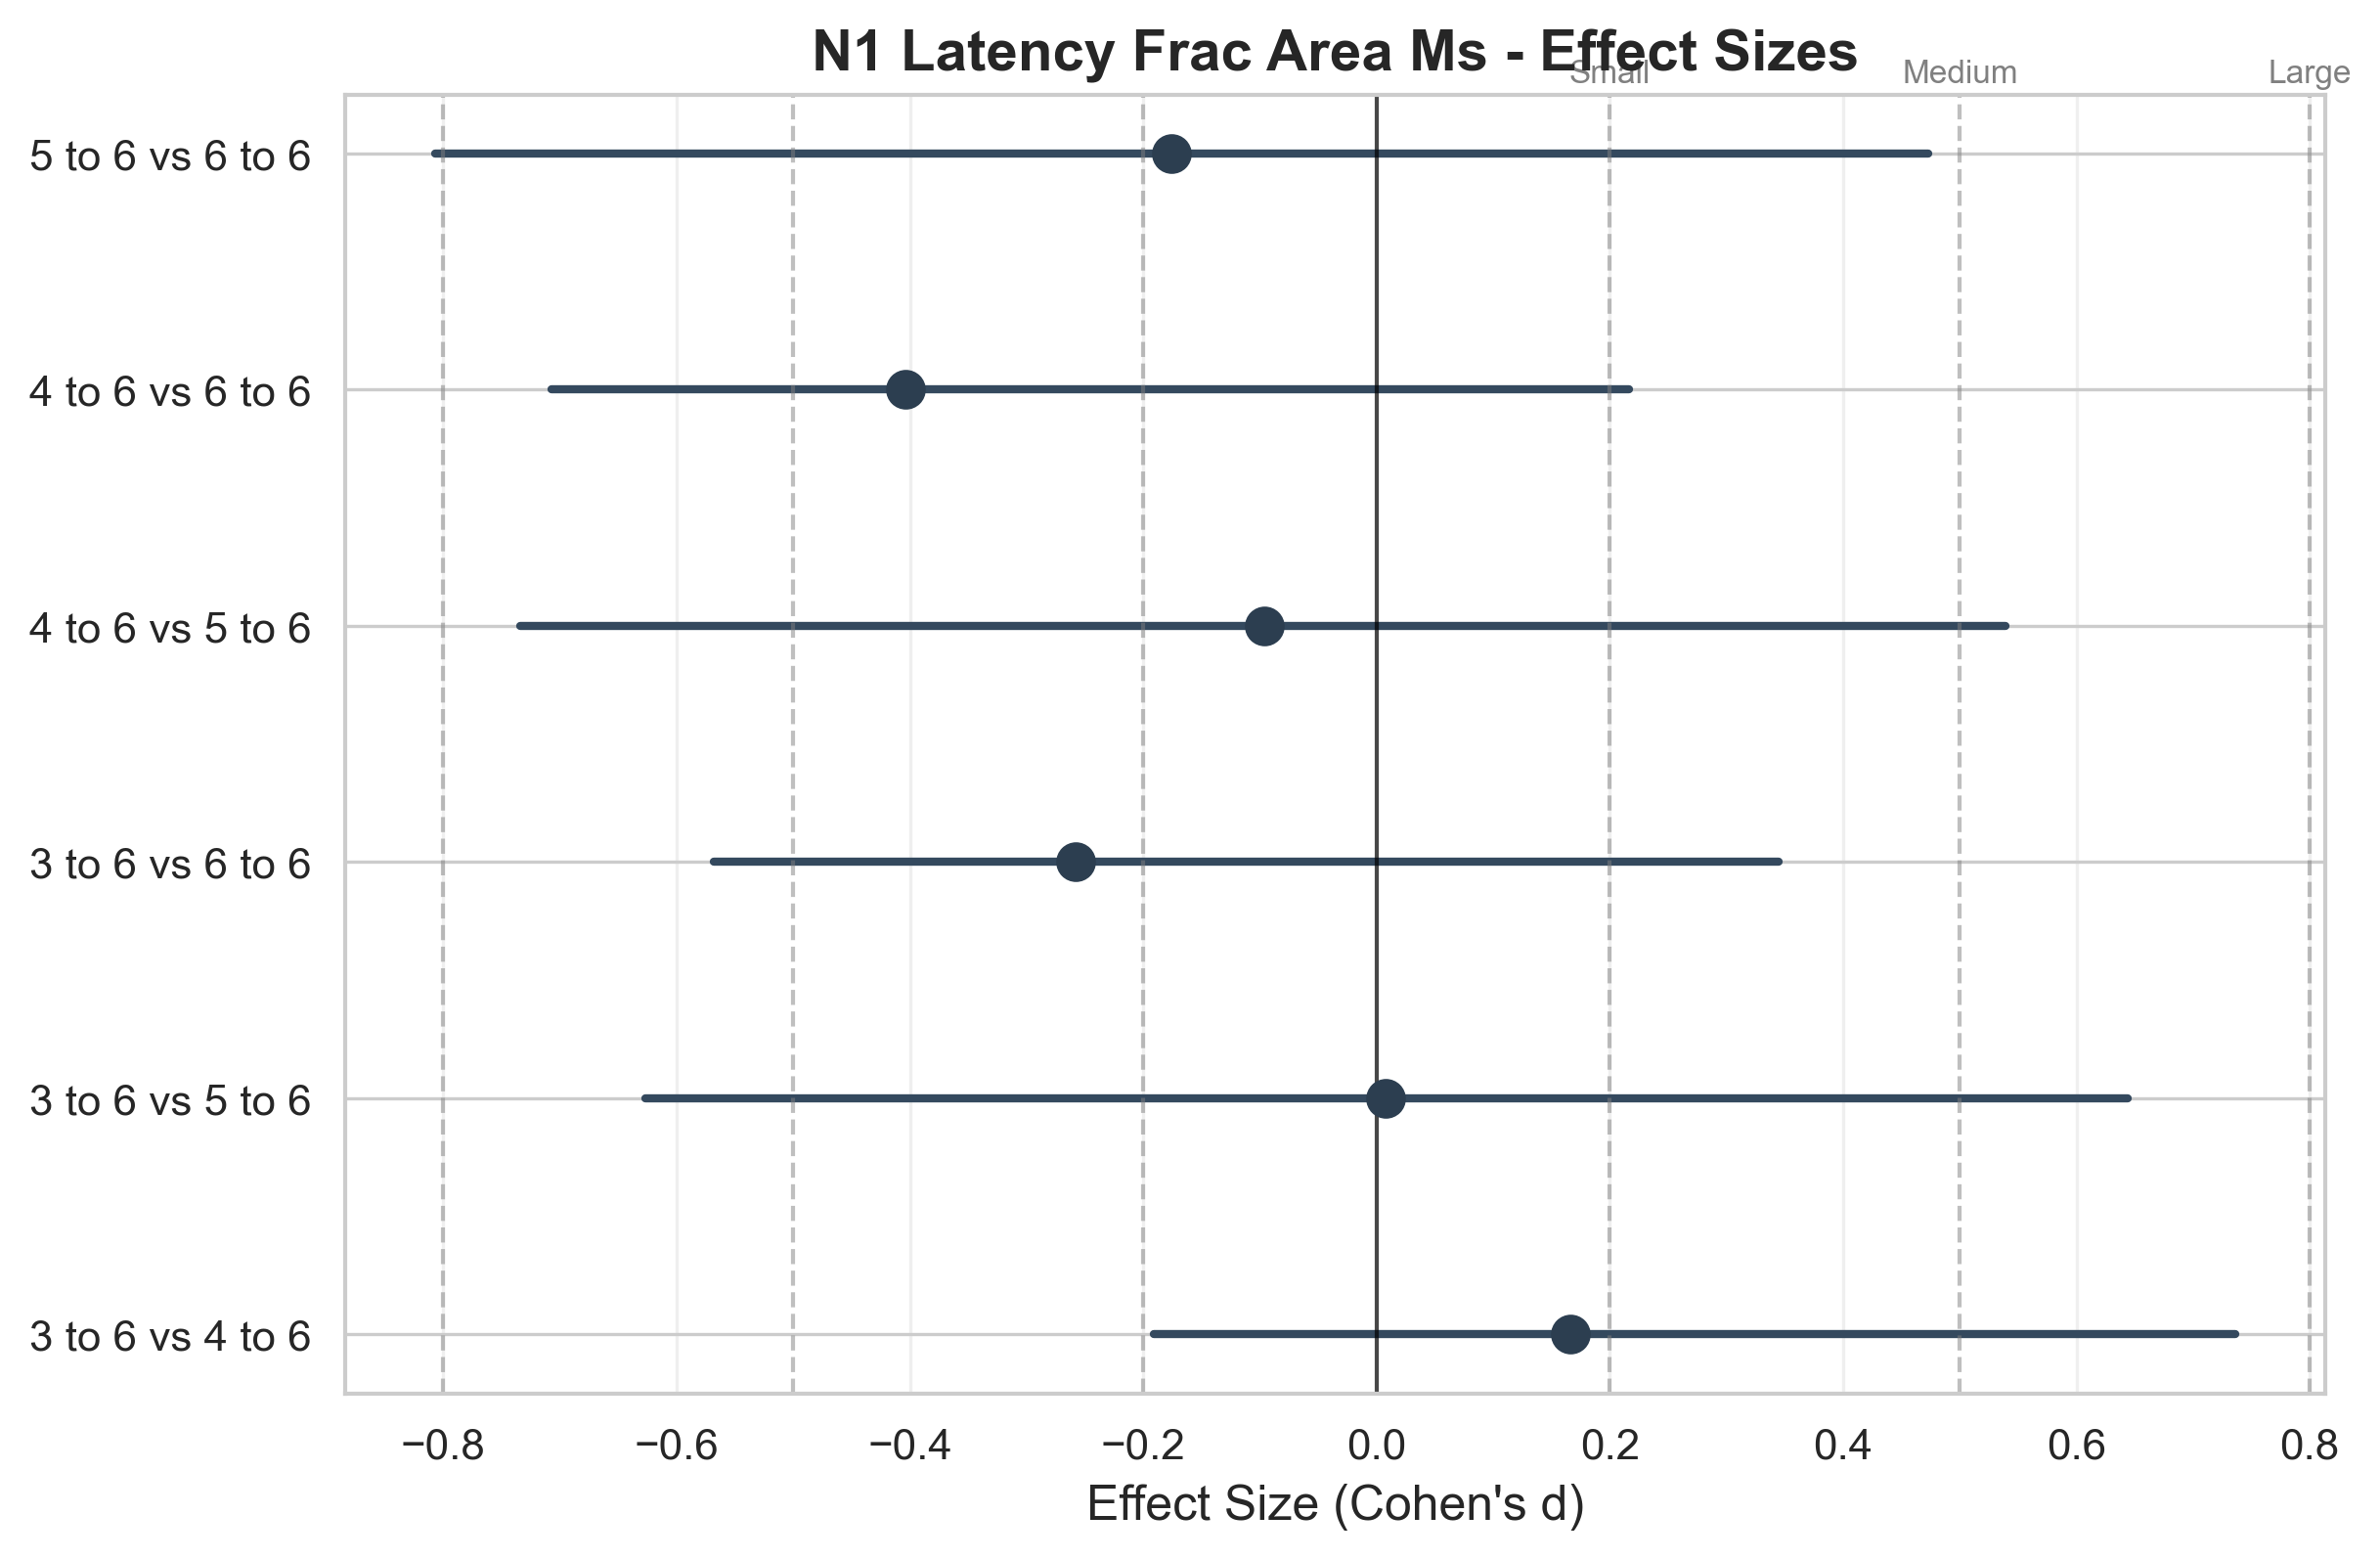 N1 Latency Frac Area Ms - Effect Sizes
Small Medium Large
5 to 6 vs 6 to 6
4 to 6 vs 6 to 6
4 to 6 vs 5 to 6
3 to 6 vs 6 to 6
3 to 6 vs 5 to 6
3 to 6 vs 4 to 6
−0.8 −0.6 −0.4 −0.2 0.0 0.2 0.4 0.6 0.8
Effect Size (Cohen's d)